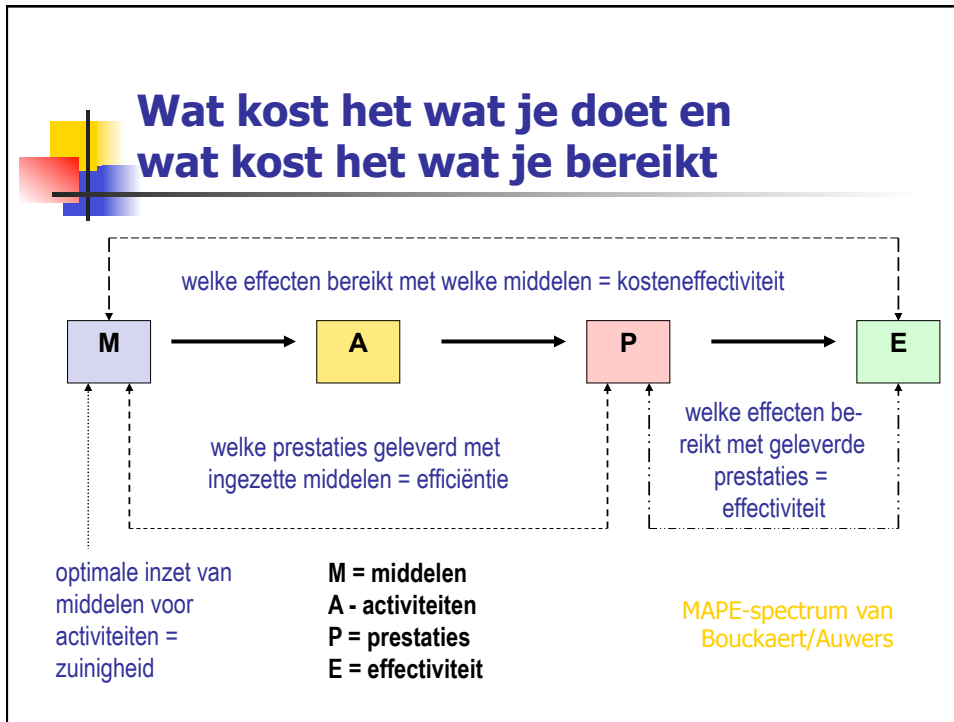 Wat kost het wat je doet en
wat kost het wat je bereikt
welke effecten bereikt met welke middelen = kosteneffectiviteit
M
A
P
E
welke prestaties geleverd met
ingezette middelen = efficiëntie
welke effecten be-
reikt met geleverde
prestaties =
effectiviteit
optimale inzet van
middelen voor
activiteiten =
zuinigheid
M = middelen
A - activiteiten
P = prestaties
E = effectiviteit
MAPE-spectrum van
Bouckaert/Auwers